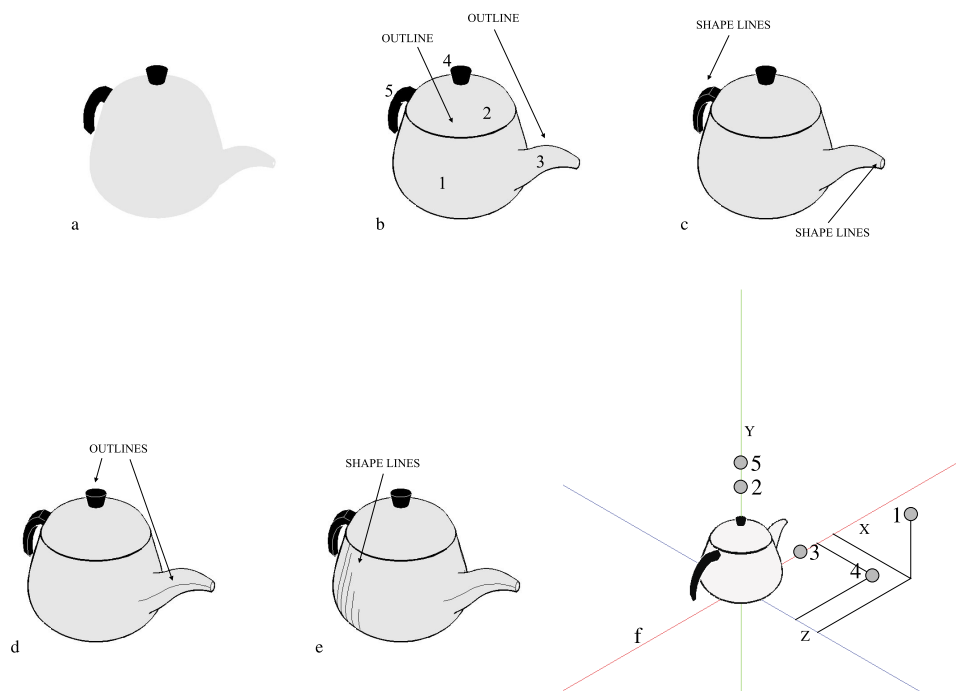 OUTLINE
OUTLINE
4
5
2
3
1
a
b
SHAPE LINES
SHAPE LINES
c
OUTLINES
d
SHAPE LINES
e
Y
5
2
1
X
3
4
Z
f